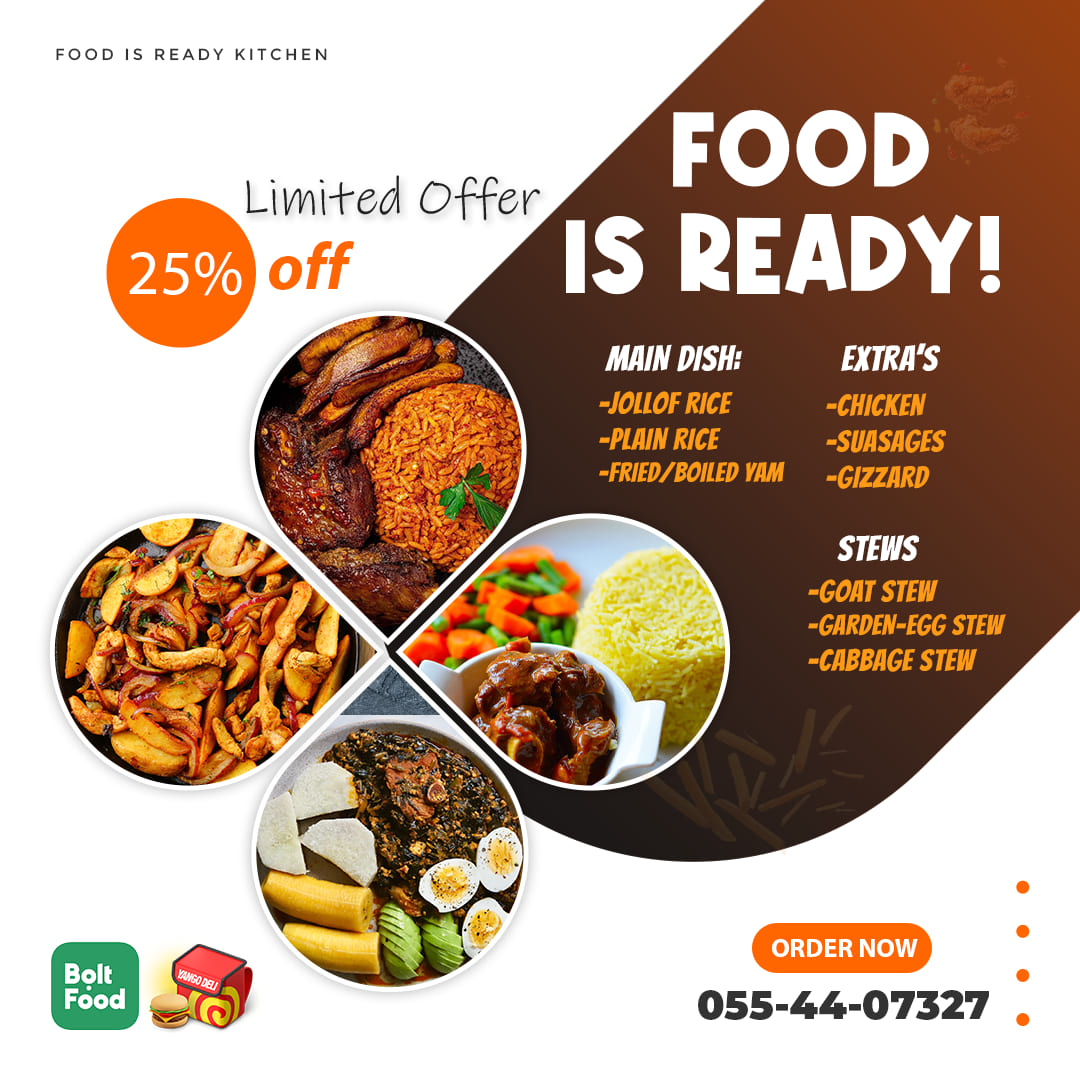 FOOD IS READY KITCHEN
FOOD
IS READY!
Limited Offer
25% off
MAIN DISH:
-JOLLOF RICE
-PLAIN RICE
-FRIED/BOILED YAM
EXTRA'S
-CHICKEN
-SUASAGES
-GIZZARD
STEWS
-GOAT STEW
-GARDEN-EGG STEW
-CABBAGE STEW
Bolt
Food
YANGO DELI
ORDER NOW
055-44-07327